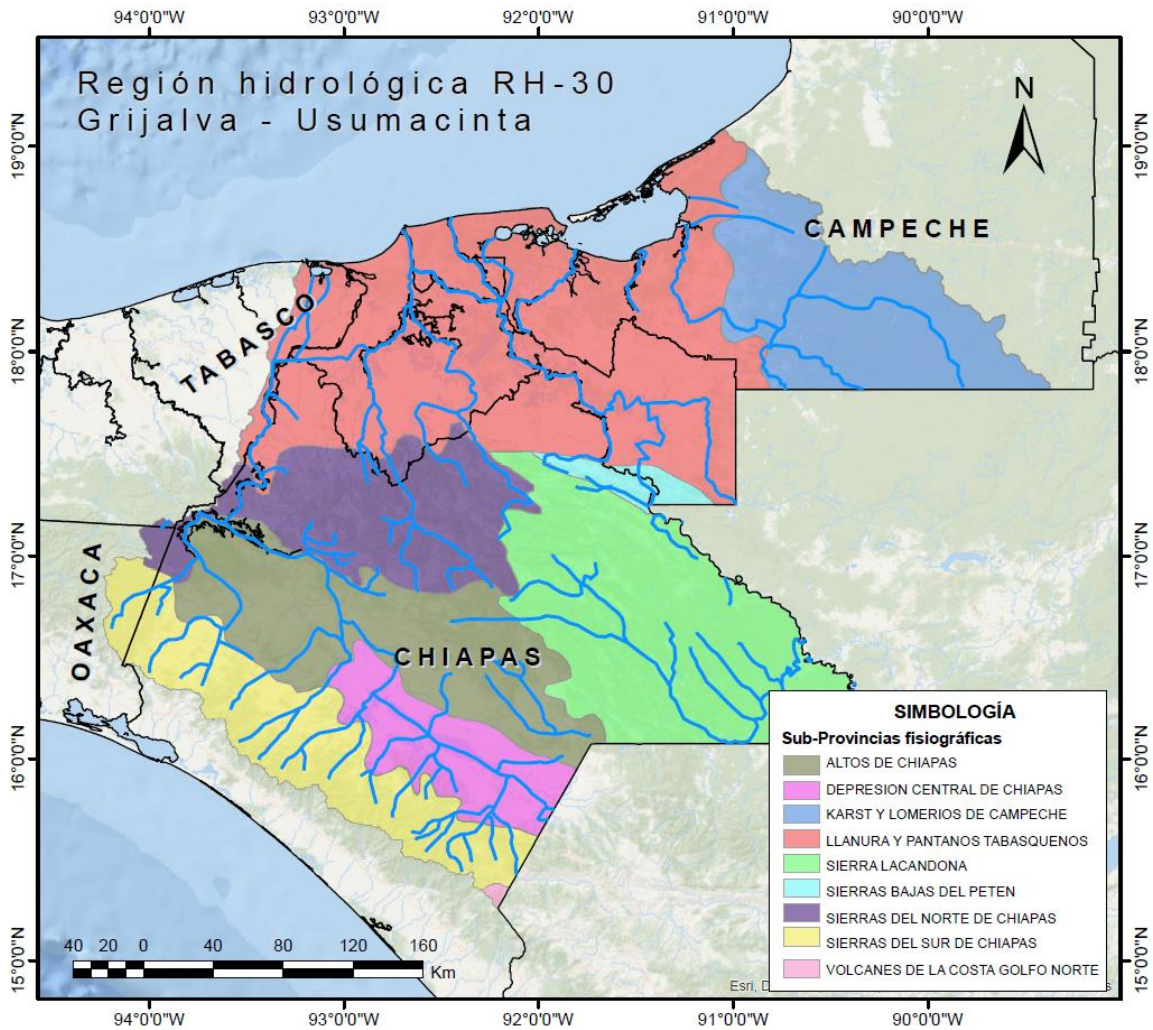 94°0'0"W 93°0'0"W 92°0'0"W 91°0'0"W 90°0'0"W
Región hidrológica RH-30
Grijalva - Usumacinta
N
19°0'0"N 19°0'0"N
CAMPECHE
TABASCO
18°0'0"N 18°0'0"N
17°0'0"N 17°0'0"N
OAXACA
CHIAPAS
16°0'0"N 16°0'0"N
15°0'0"N 15°0'0"N
SIMBOLOGÍA
Sub-Provincias fisiográficas
ALTOS DE CHIAPAS
DEPRESION CENTRAL DE CHIAPAS
KARST Y LOMERIOS DE CAMPECHE
LLANURA Y PANTANOS TABASQUENOS
SIERRA LACANDONA
SIERRAS BAJAS DEL PETEN
SIERRAS DEL NORTE DE CHIAPAS
SIERRAS DEL SUR DE CHIAPAS
VOLCANES DE LA COSTA GOLFO NORTE
40 20 0 40 80 120 160
Km
Esri,
94°0'0"W 93°0'0"W 92°0'0"W 91°0'0"W 90°0'0"W